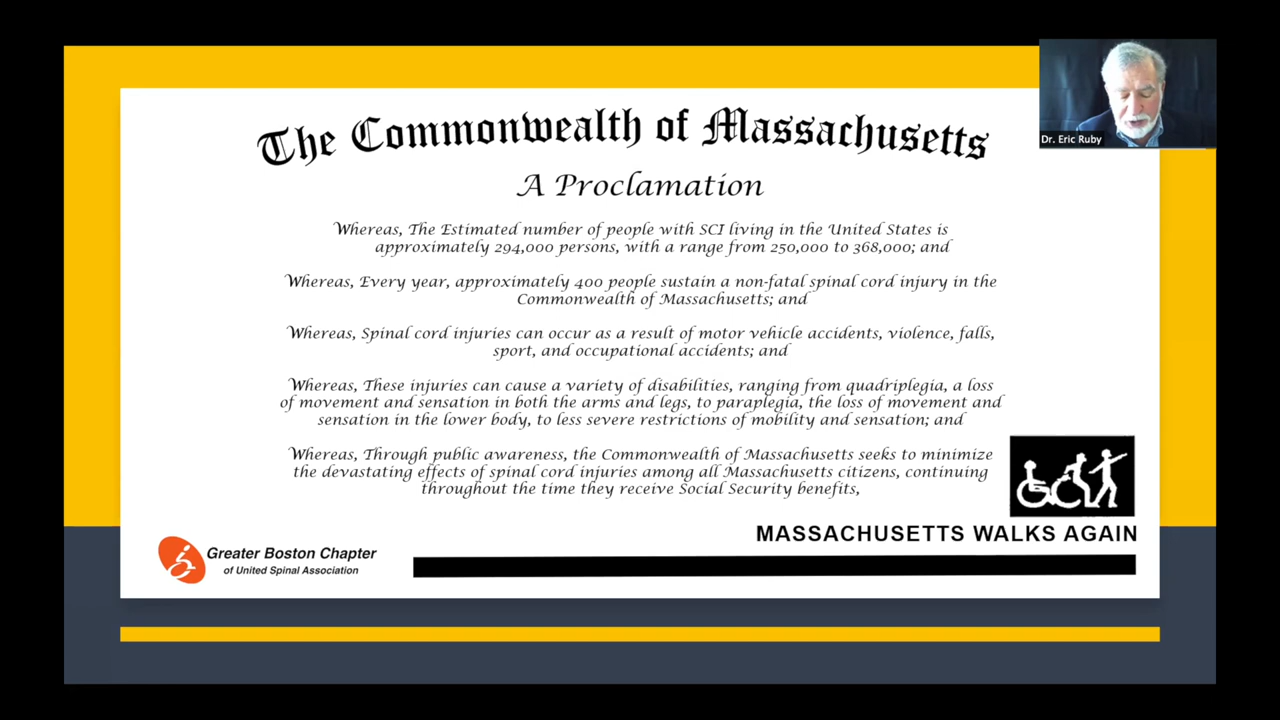 The Commonwealth of Massachusetts
Dr. Eric Ruby
A Proclamation
Whereas, The Estimated number of people with SCI living in the United States is
approximately 294,000 persons, with a range from 250,000 to 368,000; and
Whereas, Every year, approximately 400 people sustain a non-fatal spinal cord injury in the
Commonwealth of Massachusetts; and
Whereas, Spinal cord injuries can occur as a result of motor vehicle accidents, violence, falls,
sport, and occupational accidents; and
Whereas, These injuries can cause a variety of disabilities, ranging from quadriplegia, a loss
of movement and sensation in both the arms and legs, to paraplegia, the loss of movement and
sensation in the lower body, to less severe restrictions of mobility and sensation; and
Whereas, Through public awareness, the Commonwealth of Massachusetts seeks to minimize
the devastating effects of spinal cord injuries among all Massachusetts citizens, continuing
throughout the time they receive Social Security benefits,
MASSACHUSETTS WALKS AGAIN
Greater Boston Chapter
of United Spinal Association